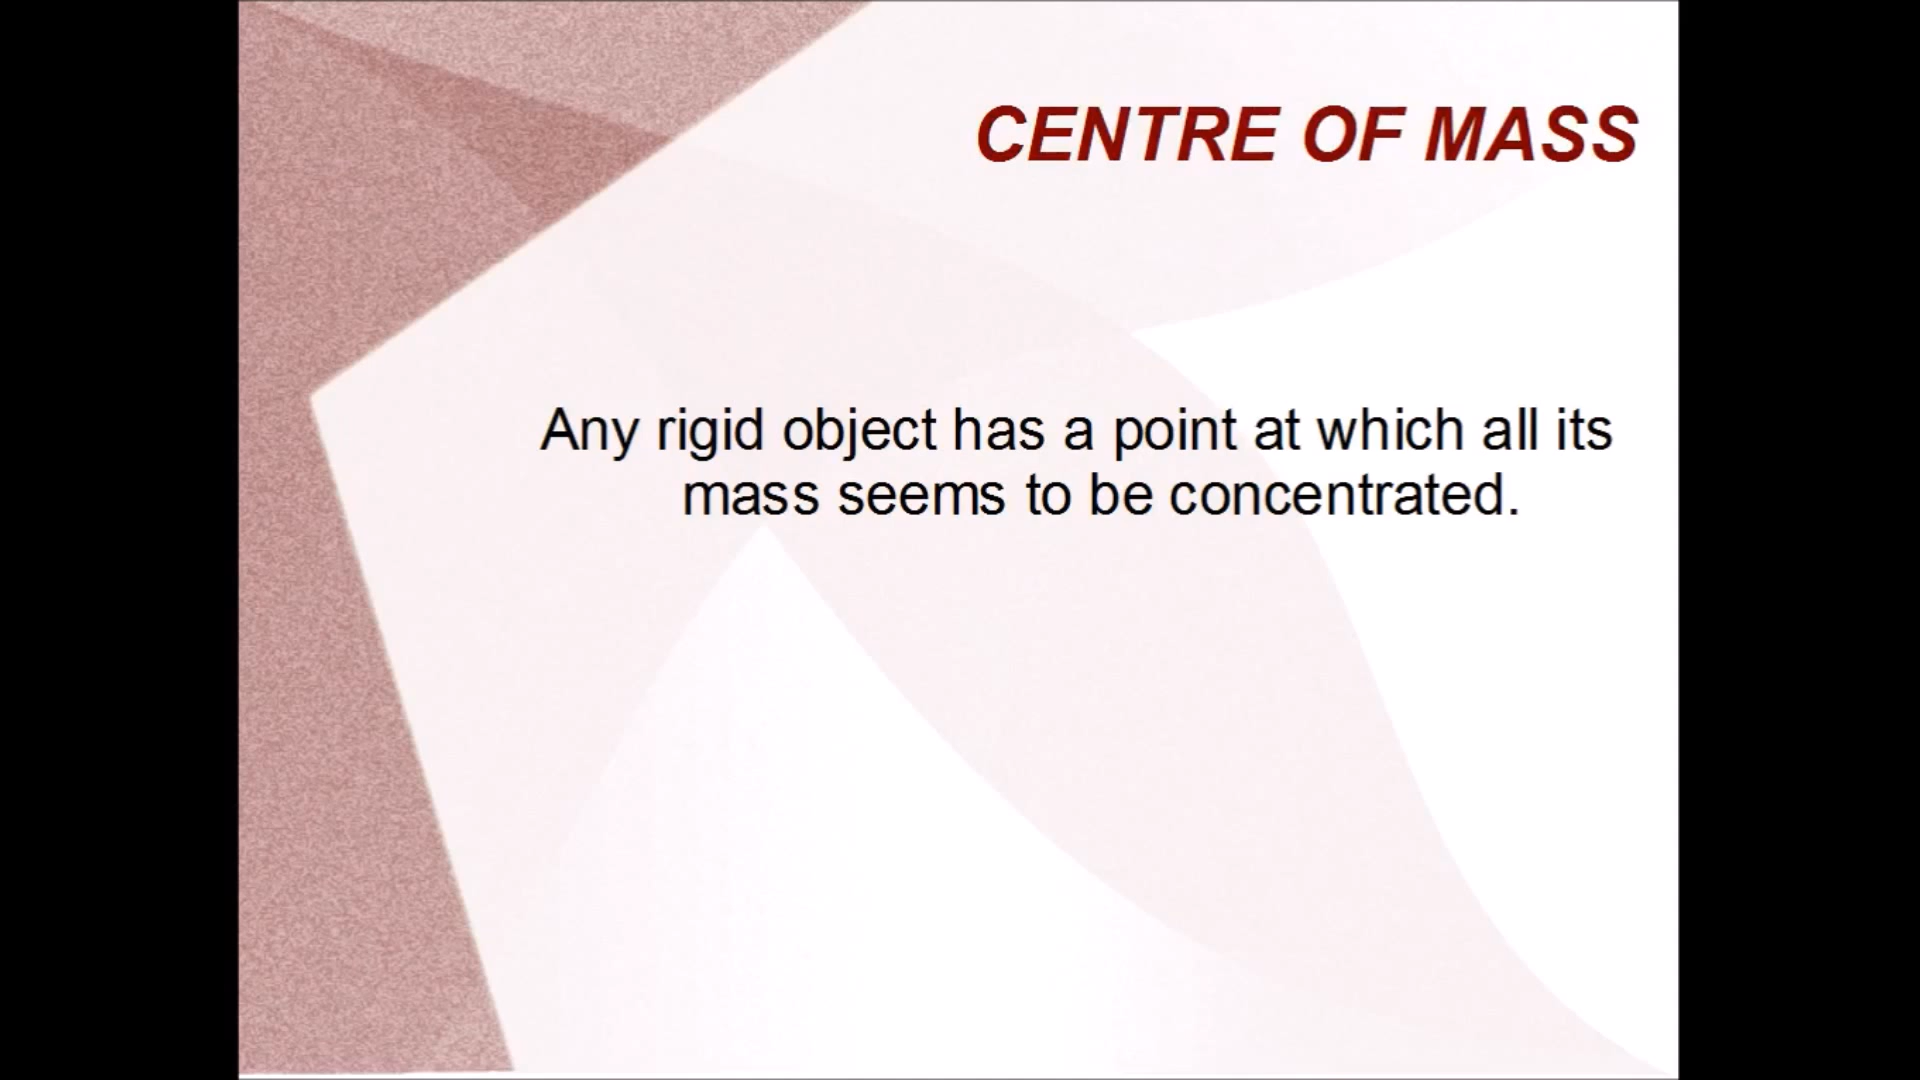 CENTRE OF MASS
Any rigid object has a point at which all its
mass seems to be concentrated.